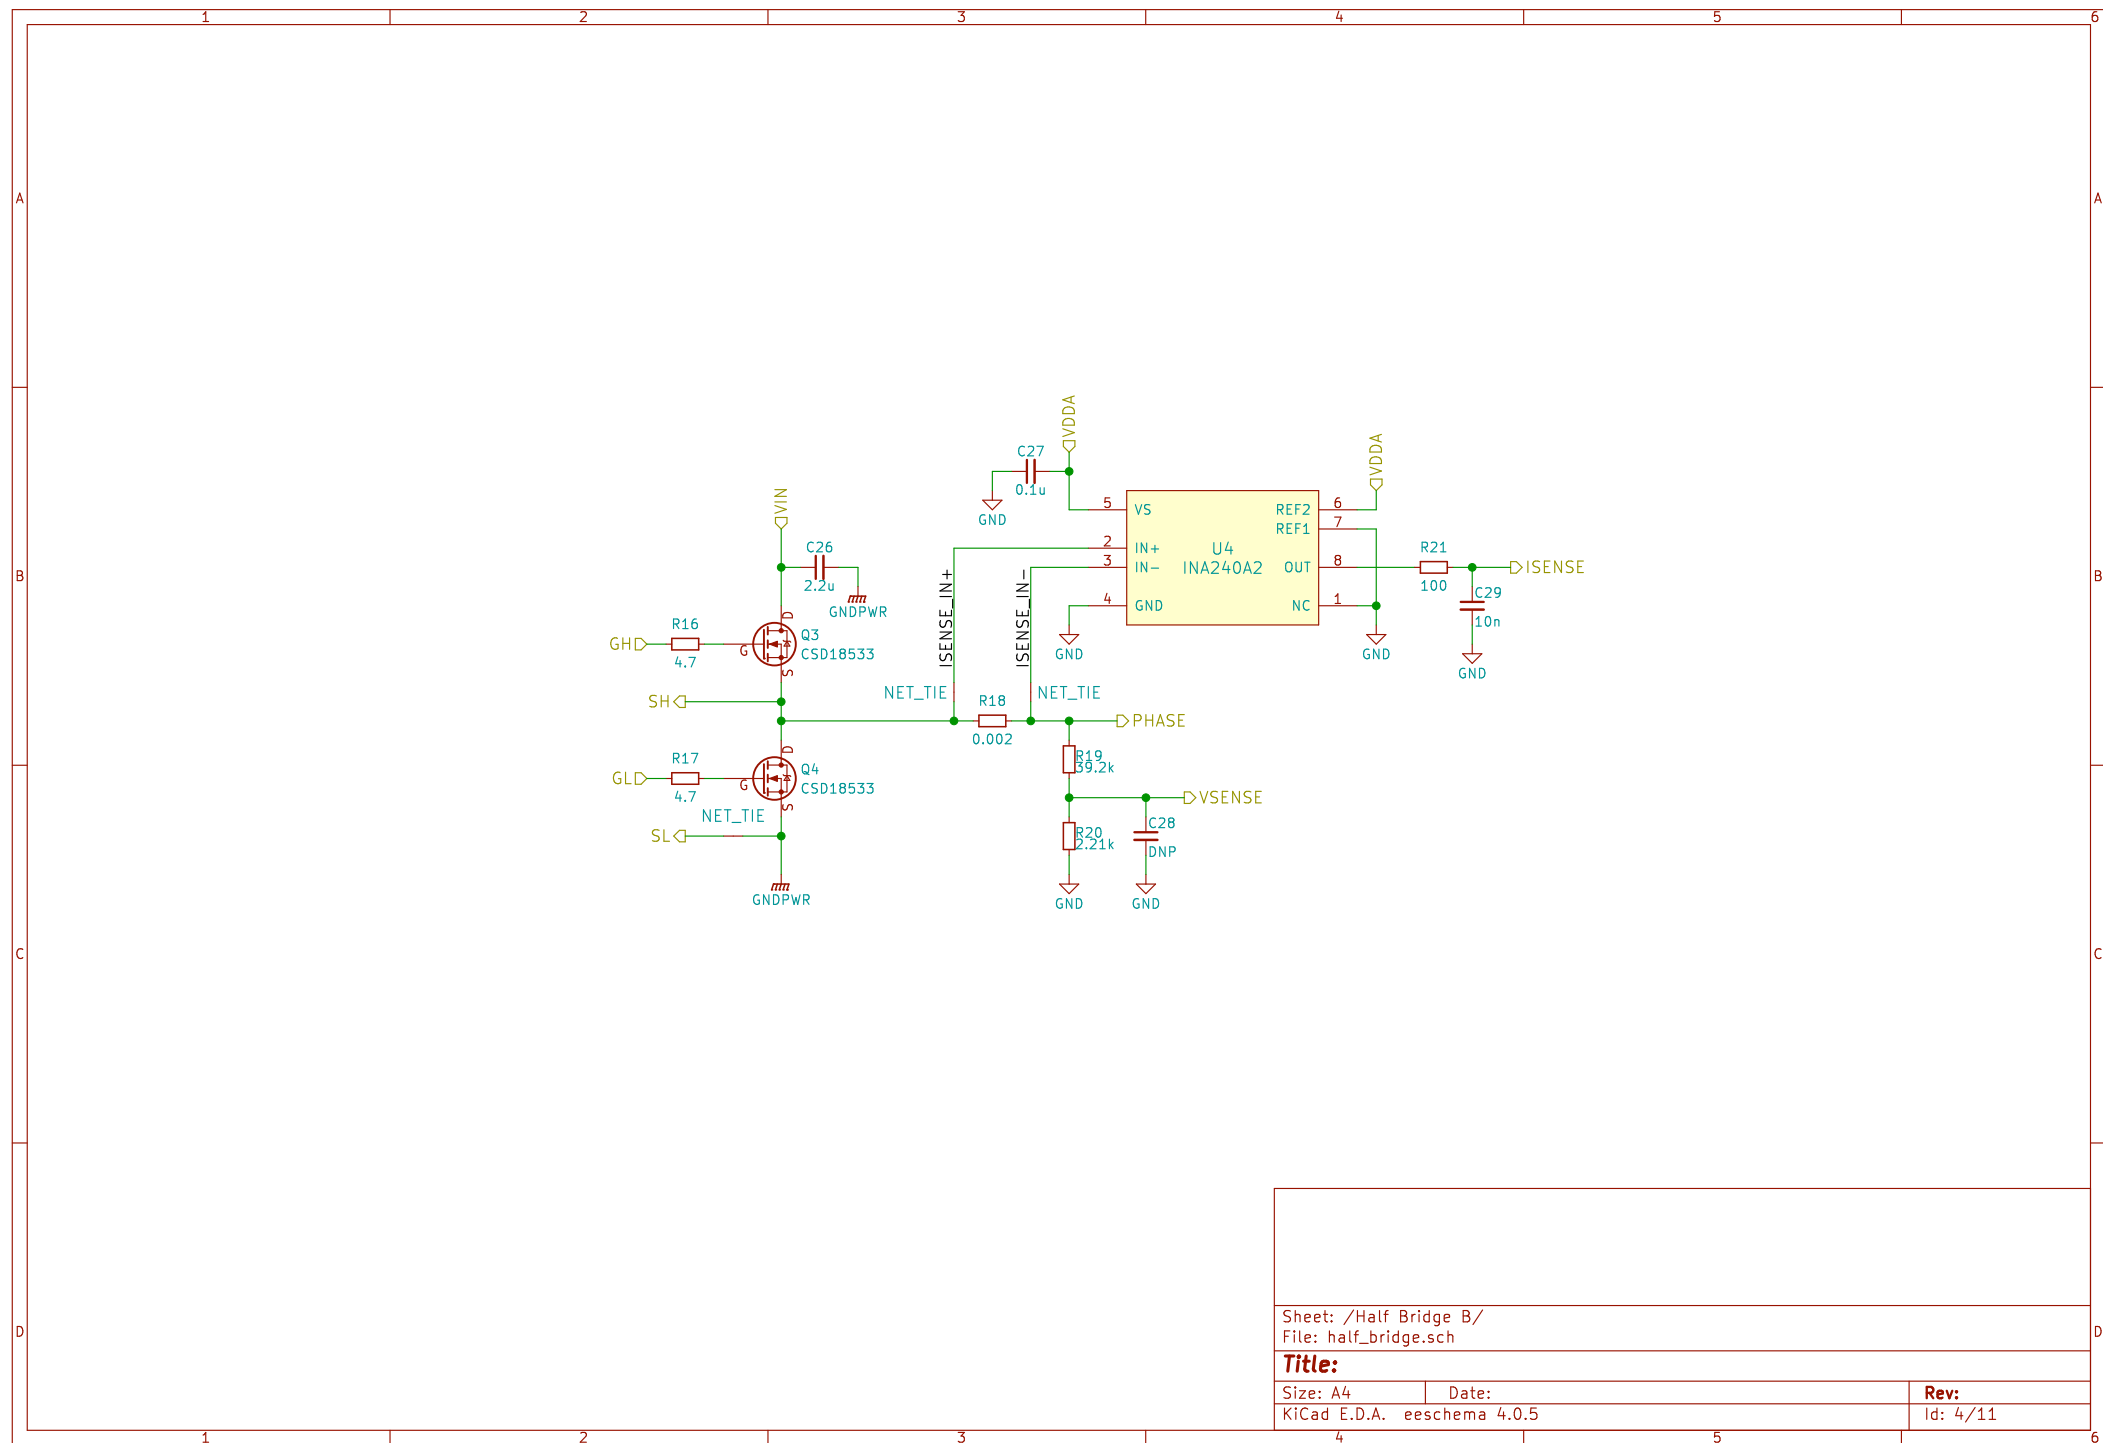 1 2 3 4 5 6
A A
B B
C C
D D
VDDA
C27
0.1u
GND
VDDA
VIN
C26
2.2u
GNDPWR
5 VS
2 IN+
3 IN-
4 GND
U4
INA240A2
REF2 6
REF1 7
OUT 8
NC 1
GND
GND
R21
100
ISENSE
C29
10n
GND
ISENSE_IN+
ISENSE_IN-
GH
R16
4.7
G
D
S
Q3
CSD18533
SH
NET_TIE
R18
0.002
NET_TIE
PHASE
R19
39.2k
GL
R17
4.7
G
D
S
Q4
CSD18533
NET_TIE
SL
GNDPWR
VSENSE
R20
2.21k
C28
DNP
GND
GND
Sheet: /Half Bridge B/
File: half_bridge.sch
Title:
Size: A4 Date: Rev:
KiCad E.D.A. eeschema 4.0.5 Id: 4/11
1 2 3 4 5 6